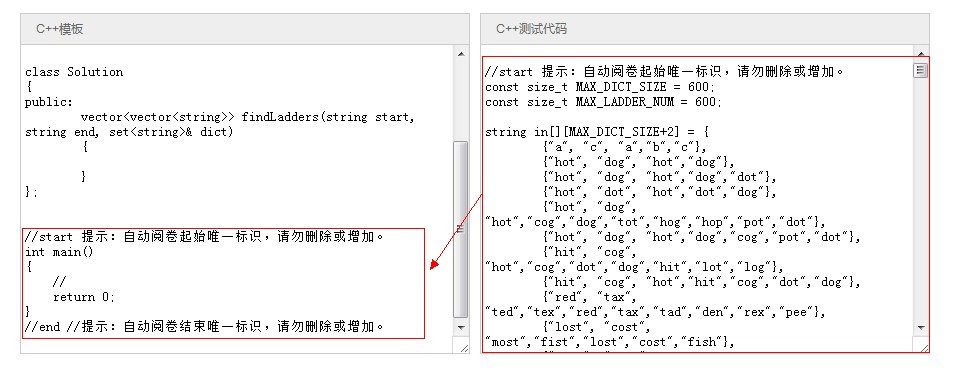 C++模板
class Solution
{
public:
vector<vector<string>> findLadders(string start,
string end, set<string>& dict)
{
}
};
//start 提示：自动阅卷起始唯一标识，请勿删除或增加。
int main()
{
//
return 0;
}
//end //提示：自动阅卷结束唯一标识，请勿删除或增加。
C++测试代码
//start 提示：自动阅卷起始唯一标识，请勿删除或增加。
const size_t MAX_DICT_SIZE = 600;
const size_t MAX_LADDER_NUM = 600;
string in[][MAX_DICT_SIZE+2] = {
{"a", "c", "a","b","c"},
{"hot", "dog", "hot","dog"},
{"hot", "dog", "hot","dog","dot"},
{"hot", "dot", "hot","dot","dog"},
{"hot", "dog",
"hot","cog","dog","tot","hog","hop","pot","dot"},
{"hot", "dog", "hot","dog","cog","pot","dot"},
{"hit", "cog",
"hot","cog","dot","dog","hit","lot","log"},
{"hit", "cog", "hot","hit","cog","dot","dog"},
{"red", "tax",
"ted","tex","red","tax","tad","den","rex","pee"},
{"lost", "cost",
"most","fist","lost","cost","fish"},